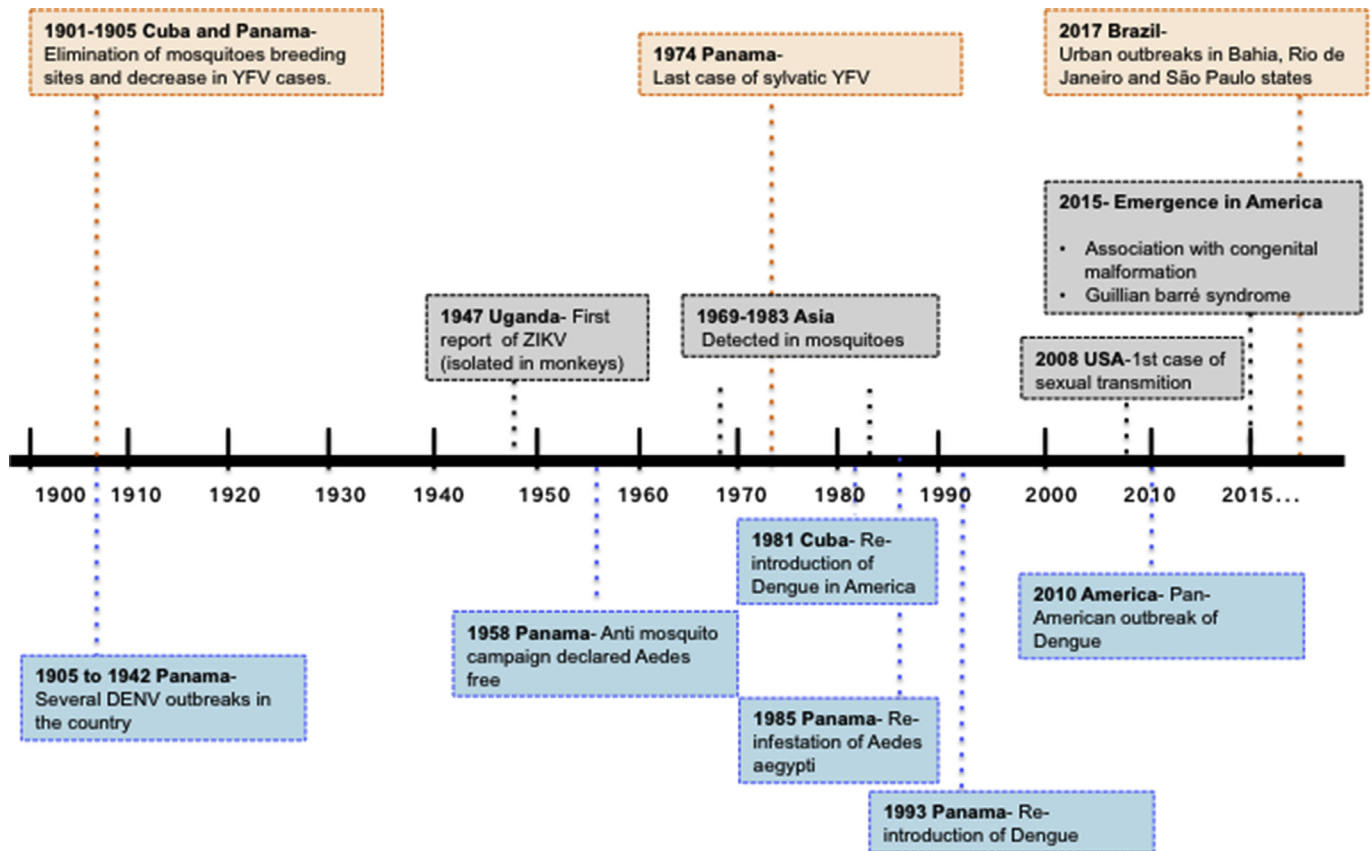 1901-1905 Cuba and Panama-
Elimination of mosquitoes breeding
sites and decrease in YFV cases.
1974 Panama-
Last case of sylvatic YFV
2017 Brazil-
Urban outbreaks in Bahia, Rio de
Janeiro and São Paulo states
2015- Emergence in America
• Association with congenital
malformation
• Guillian barré syndrome
1947 Uganda- First
report of ZIKV
(isolated in monkeys)
1969-1983 Asia
Detected in mosquitoes
2008 USA-1st case of
sexual transmition
1900 1910 1920 1930 1940 1950 1960 1970 1980 1990 2000 2010 2015...
1981 Cuba- Re-
introduction of
Dengue in America
2010 America- Pan-
American outbreak of
Dengue
1958 Panama- Anti mosquito
campaign declared Aedes
free
1905 to 1942 Panama-
Several DENV outbreaks in
the country
1985 Panama- Re-
infestation of Aedes
aegypti
1993 Panama- Re-
introduction of Dengue